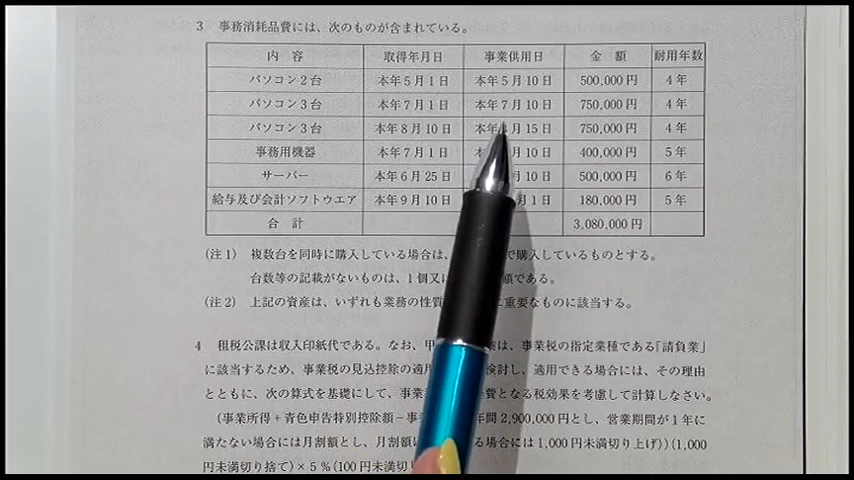 3 事務消耗品費には、次のものが含まれている。
内 容 取得年月日 事業供用日 金 額 耐用年数
パソコン2台 本年5月1日 本年5月10日 500,000円 4年
パソコン3台 本年7月1日 本年7月10日 750,000円 4年
パソコン3台 本年8月10日 本年 月15日 750,000円 4年
事務用機器 本年7月1日 本 月10日 400,000円 5年
サーバー 本年6月25日 本 月10日 500,000円 6年
給与及び会計ソフトウエア 本年9月10日 月1日 180,000円 5年
合 計 3,080,000円
(注1) 複数台を同時に購入している場合は、 で購入しているものとする。
台数等の記載がないものは、1個又 額である。
(注2) 上記の資産は、いずれも業務の性質 重要なものに該当する。
4 租税公課は収入印紙代である。なお、甲 は、事業税の指定業種である「請負業」
に該当するため、事業税の見込控除の適用 検討し、適用できる場合には、その理由
とともに、次の算式を基礎にして、事業 費となる税効果を考慮して計算しなさい。
(事業所得+青色申告特別控除額−事業 年間2,900,000円とし、営業期間が1年に
満たない場合には月割額とし、月割額に る場合には1,000円未満切り上げ))(1,000
円未満切り捨て)×5%(100円未満切り